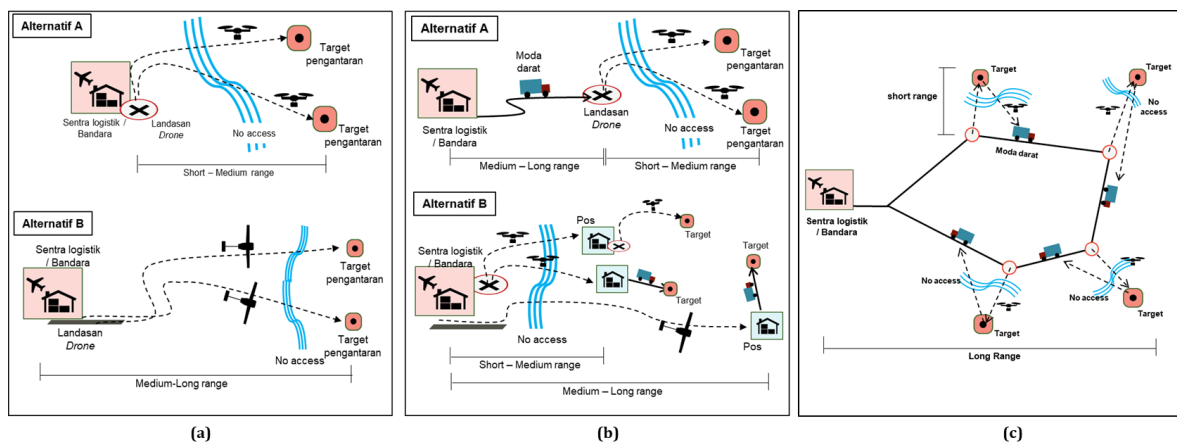 Alternatif A
Target
pengantaran
Sentra logistik /
Bandara
Landasan
Drone
No access
Target
pengantaran
Short – Medium range
Alternatif B
Sentra logistik
/ Bandara
Target
pengantaran
Landasan
Drone
No access
Target
pengantaran
Medium-Long range
(a)
Alternatif A
Moda
darat
Target
pengantaran
Sentra logistik
/ Bandara
Landasan
Drone
No access
Target
pengantaran
Medium – Long range
Short – Medium range
Alternatif B
Pos
Target
Sentra logistik
/ Bandara
Target
Target
No access
Pos
Short – Medium range
Medium – Long range
(b)
Target
Target
short range
No
access
Moda darat
Sentra logistik
/ Bandara
No access
No access
Target
Target
Long Range
(c)